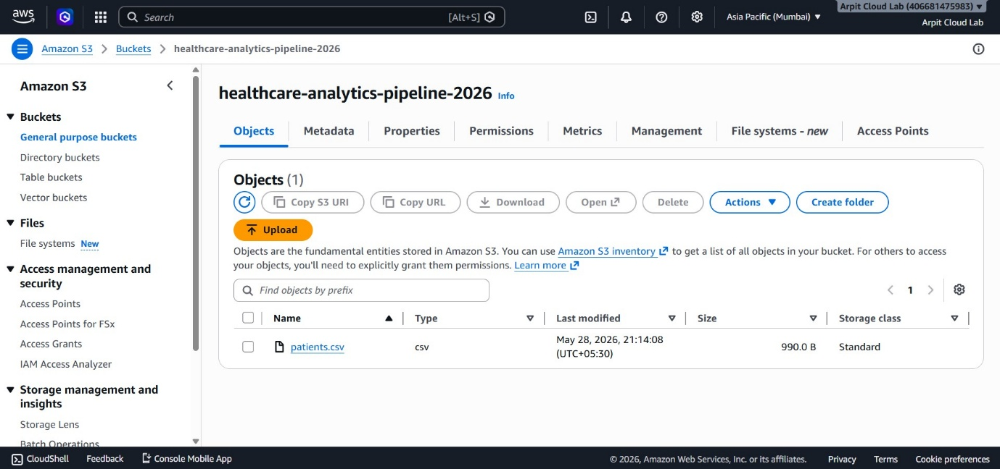 aws
Search [Alt+S]
Asia Pacific (Mumbai) ▼
Arpit Cloud Lab (406681475983) ▼
Arpit Cloud Lab
Amazon S3 > Buckets > healthcare-analytics-pipeline-2026
Amazon S3
Buckets
General purpose buckets
Directory buckets
Table buckets
Vector buckets
Files
File systems New
Access management and
security
Access Points
Access Points for FSx
Access Grants
IAM Access Analyzer
Storage management and
insights
Storage Lens
Batch Operations
healthcare-analytics-pipeline-2026 Info
Objects Metadata Properties Permissions Metrics Management File systems - new Access Points
Objects (1)
Copy S3 URI Copy URL Download Open Delete Actions ▼ Create folder
Upload
Objects are the fundamental entities stored in Amazon S3. You can use Amazon S3 inventory to get a list of all objects in your bucket. For others to access
your objects, you'll need to explicitly grant them permissions. Learn more
Find objects by prefix
1
Name Type Last modified Size Storage class
patients.csv csv May 28, 2026, 21:14:08 990.0 B Standard
(UTC+05:30)
CloudShell Feedback Console Mobile App © 2026, Amazon Web Services, Inc. or its affiliates. Privacy Terms Cookie preferences